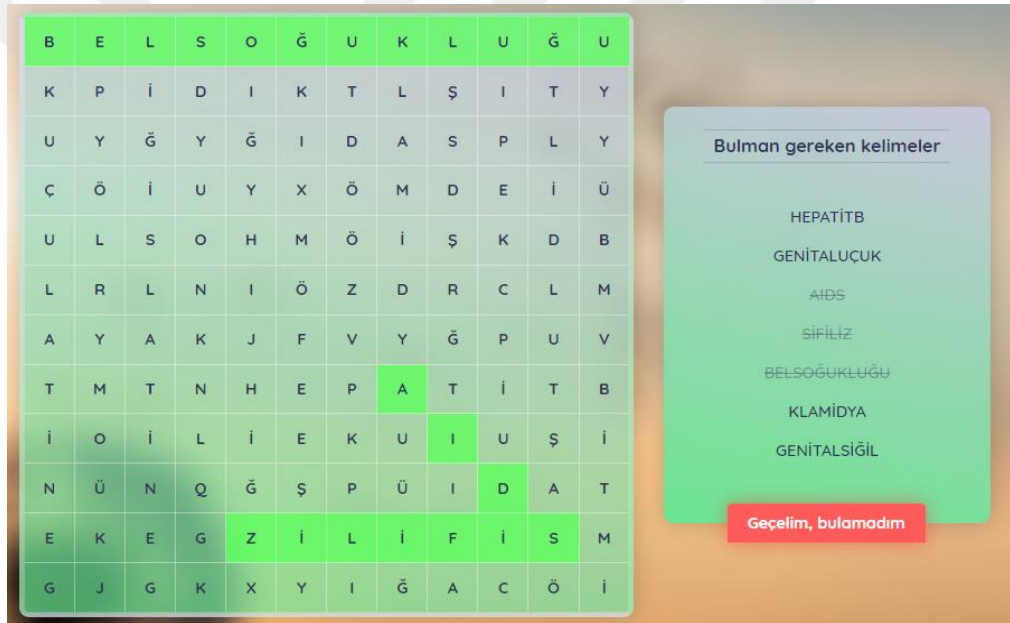 B E L S O Ğ U K L U Ğ U
K P İ D I K T L Ş I T Y
U Y Ğ Y Ğ I D A S P L Y
Ç Ö İ U Y X Ö M D E İ Ü
U L S O H M Ö İ Ş K D B
L R L N I Ö Z D R C L M
A Y A K J F V Y Ğ P U V
T M T N H E P A T İ T B
İ O İ L İ E K U I U Ş İ
N Ü N Q Ğ Ş P Ü I D A T
E K E G Z İ L İ F İ S M
G J G K X Y I Ğ A C Ö İ
Bulman gereken kelimeler
HEPATİTB
GENİTALUÇUK
AIDS
SİFİLİZ
BELSOĞUKLUĞU
KLAMİDYA
GENİTALSİĞİL
Geçelim, bulamadım